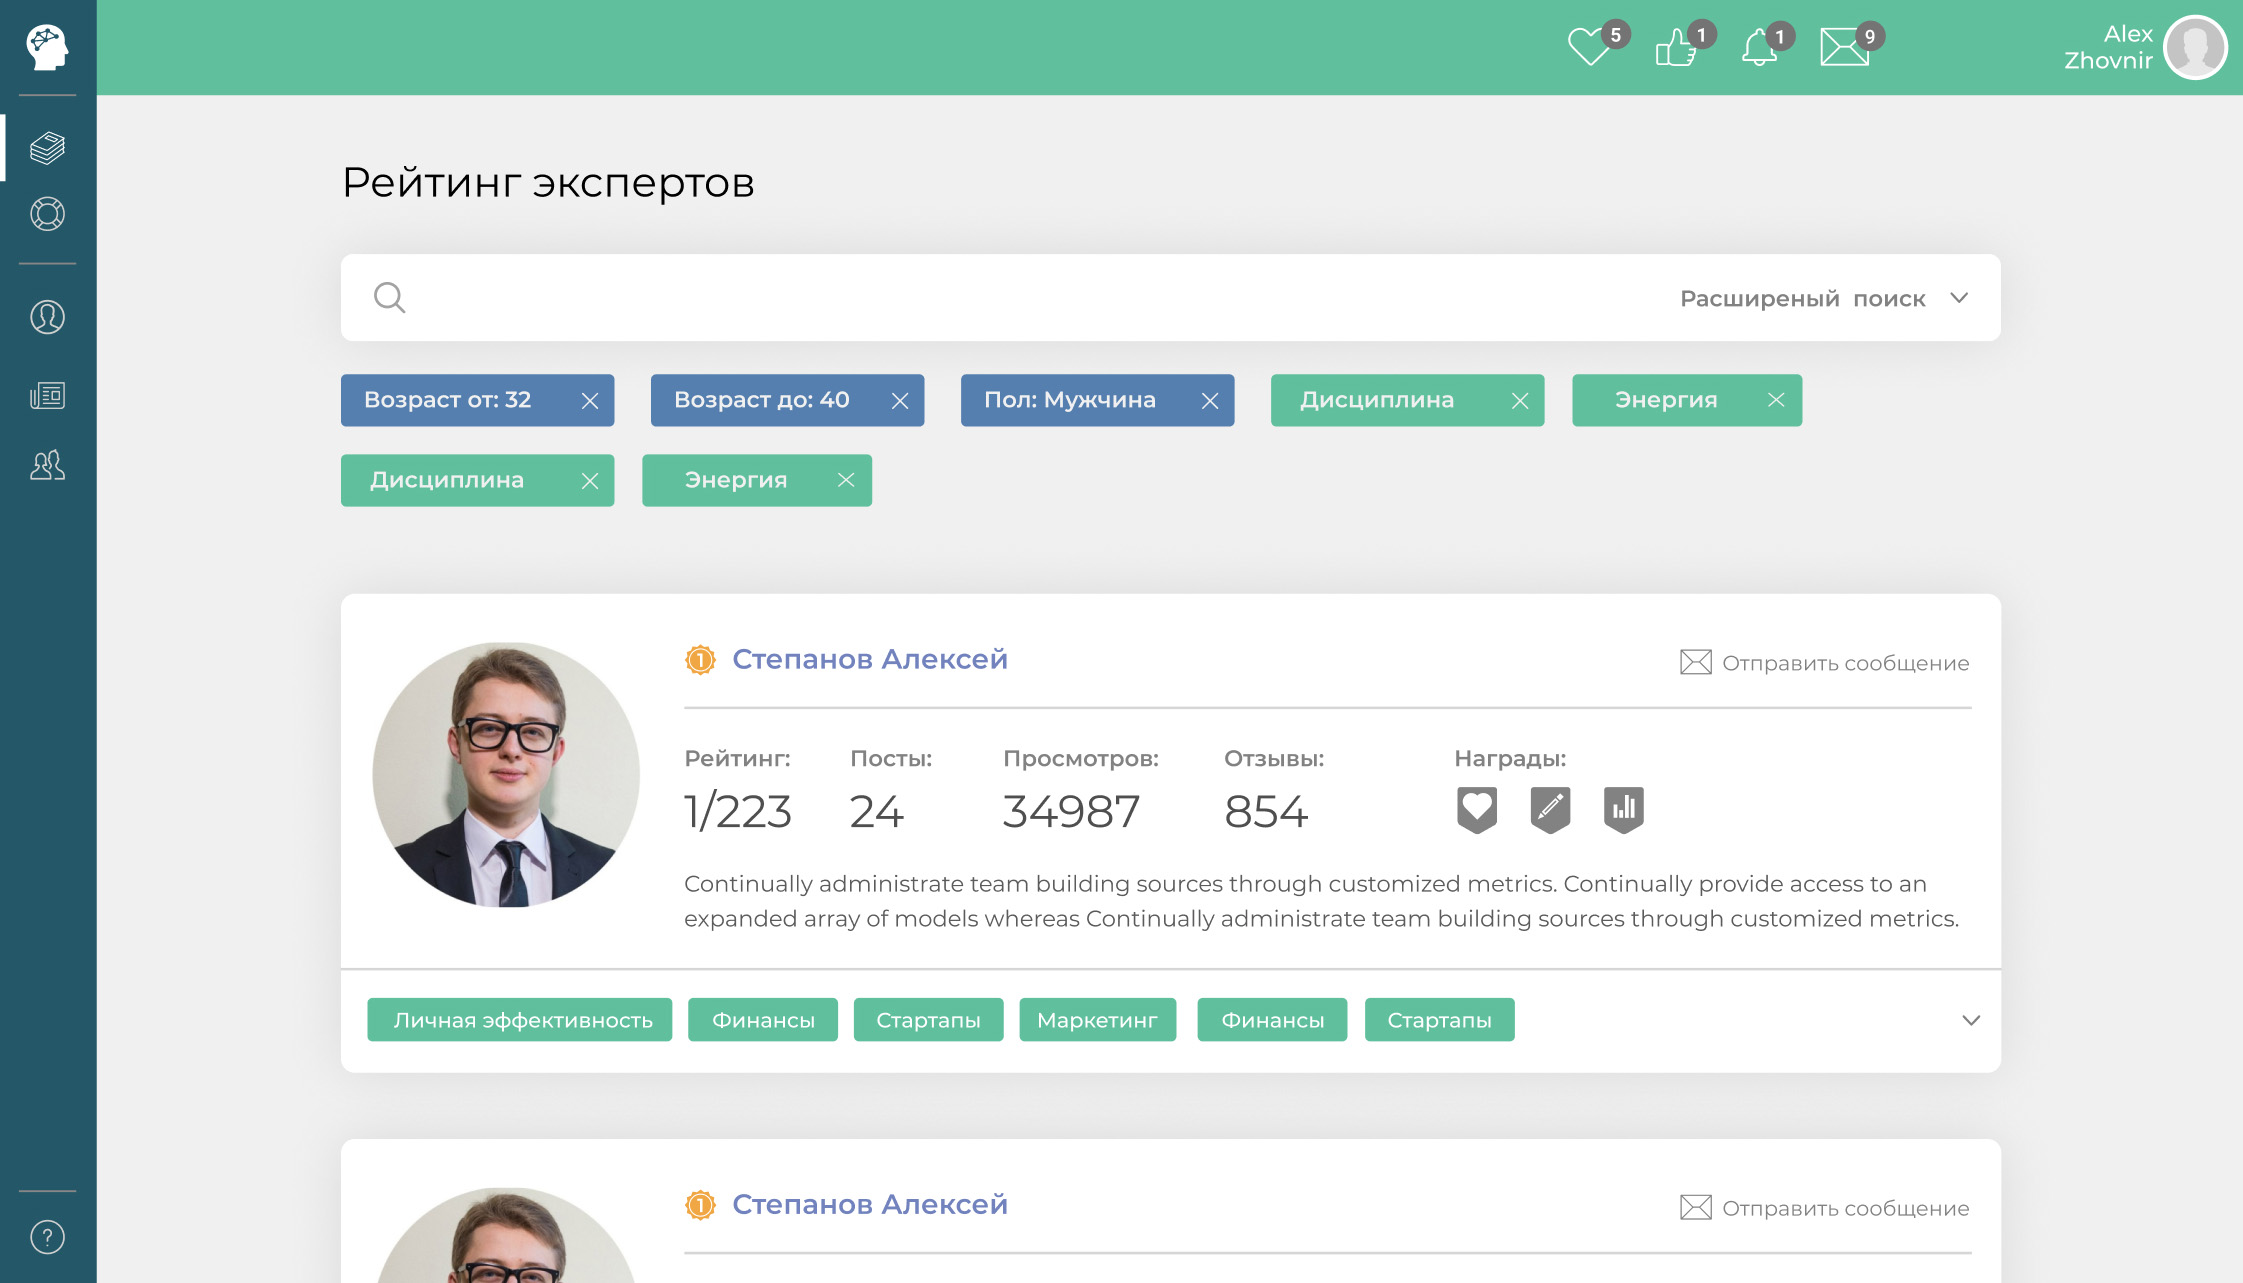 5 1 1 9
Alex
Zhovnir
Рейтинг экспертов
Расширеный поиск
Возраст от: 32 Возраст до: 40 Пол: Мужчина Дисциплина Энергия
Дисциплина Энергия
1 Степанов Алексей Отправить сообщение
Рейтинг: Посты: Просмотров: Отзывы: Награды:
1/223 24 34987 854
Continually administrate team building sources through customized metrics. Continually provide access to an
expanded array of models whereas Continually administrate team building sources through customized metrics.
Личная эффективность Финансы Стартапы Маркетинг Финансы Стартапы
1 Степанов Алексей Отправить сообщение
?